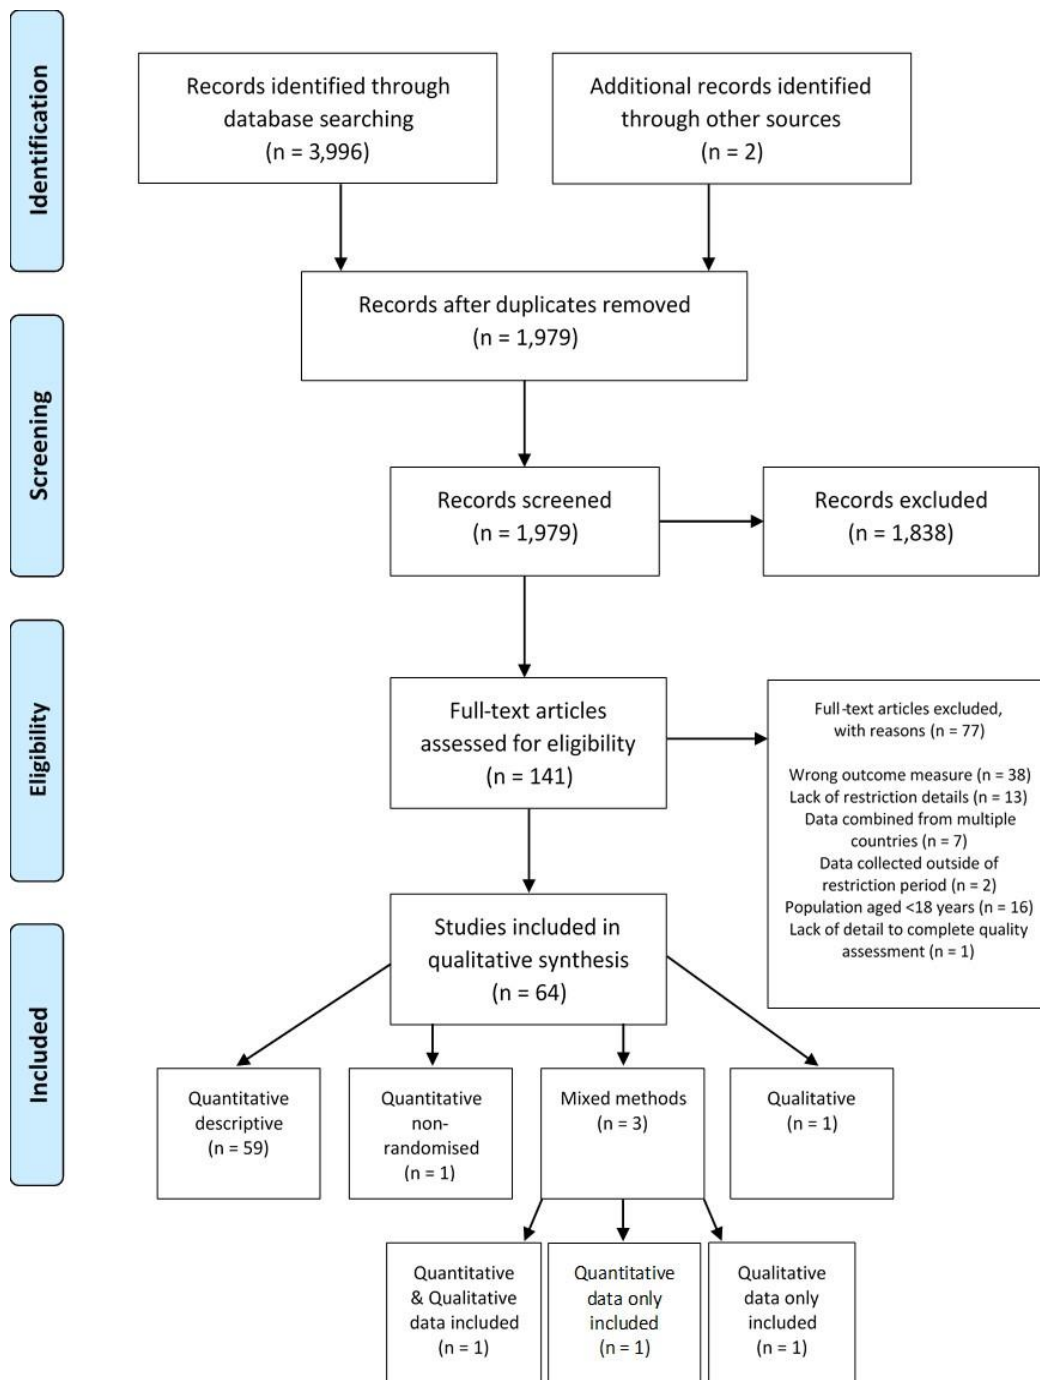 Identification
Records identified through
database searching
(n = 3,996)
Additional records identified
through other sources
(n = 2)
Records after duplicates removed
(n = 1,979)
Screening
Records screened
(n = 1,979)
Records excluded
(n = 1,838)
Eligibility
Full-text articles
assessed for eligibility
(n = 141)
Full-text articles excluded,
with reasons (n = 77)
Wrong outcome measure (n = 38)
Lack of restriction details (n = 13)
Data combined from multiple
countries (n = 7)
Data collected outside of
restriction period (n = 2)
Population aged <18 years (n = 16)
Lack of detail to complete quality
assessment (n = 1)
Included
Studies included in
qualitative synthesis
(n = 64)
Quantitative
descriptive
(n = 59)
Quantitative
non-
randomised
(n = 1)
Mixed methods
(n = 3)
Qualitative
(n = 1)
Quantitative
& Qualitative
data included
(n = 1)
Quantitative
data only
included
(n = 1)
Qualitative
data only
included
(n = 1)